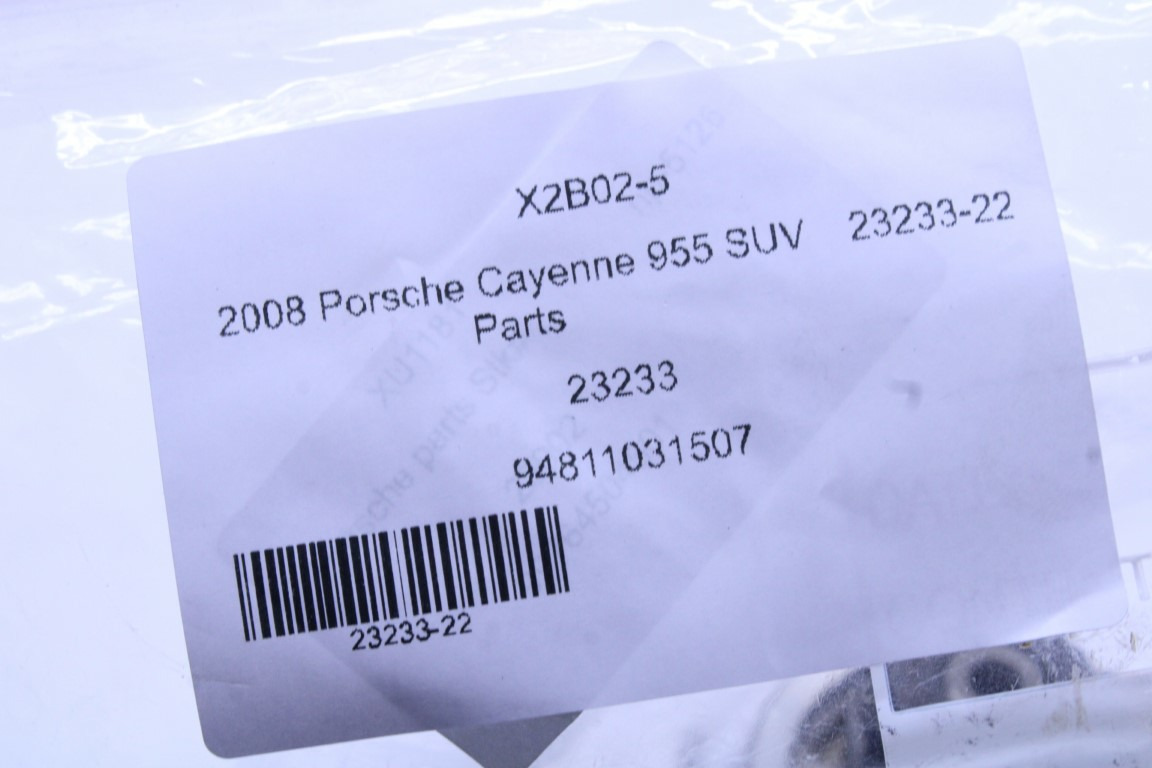 X2B02-5
2008 Porsche Cayenne 955 SUV 23233-22
Parts
23233
94811031507
23233-22